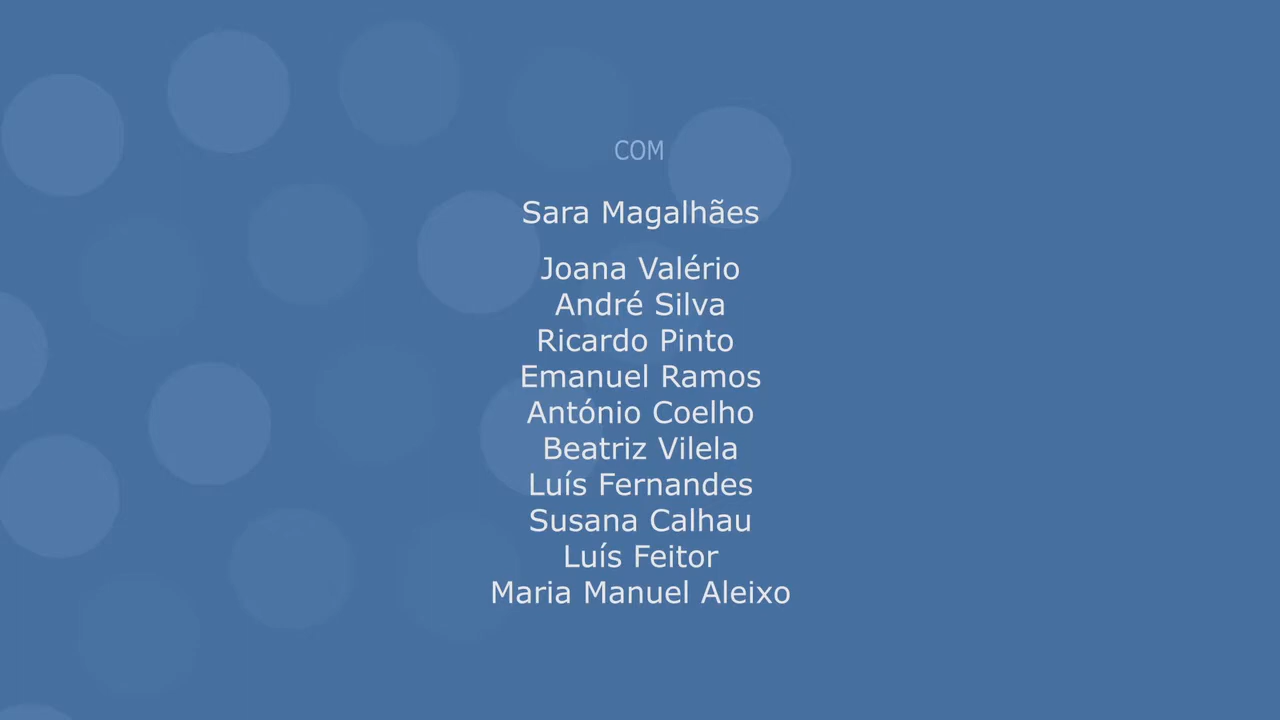 COM
Sara Magalhães
Joana Valério
André Silva
Ricardo Pinto
Emanuel Ramos
António Coelho
Beatriz Vilela
Luís Fernandes
Susana Calhau
Luís Feitor
Maria Manuel Aleixo